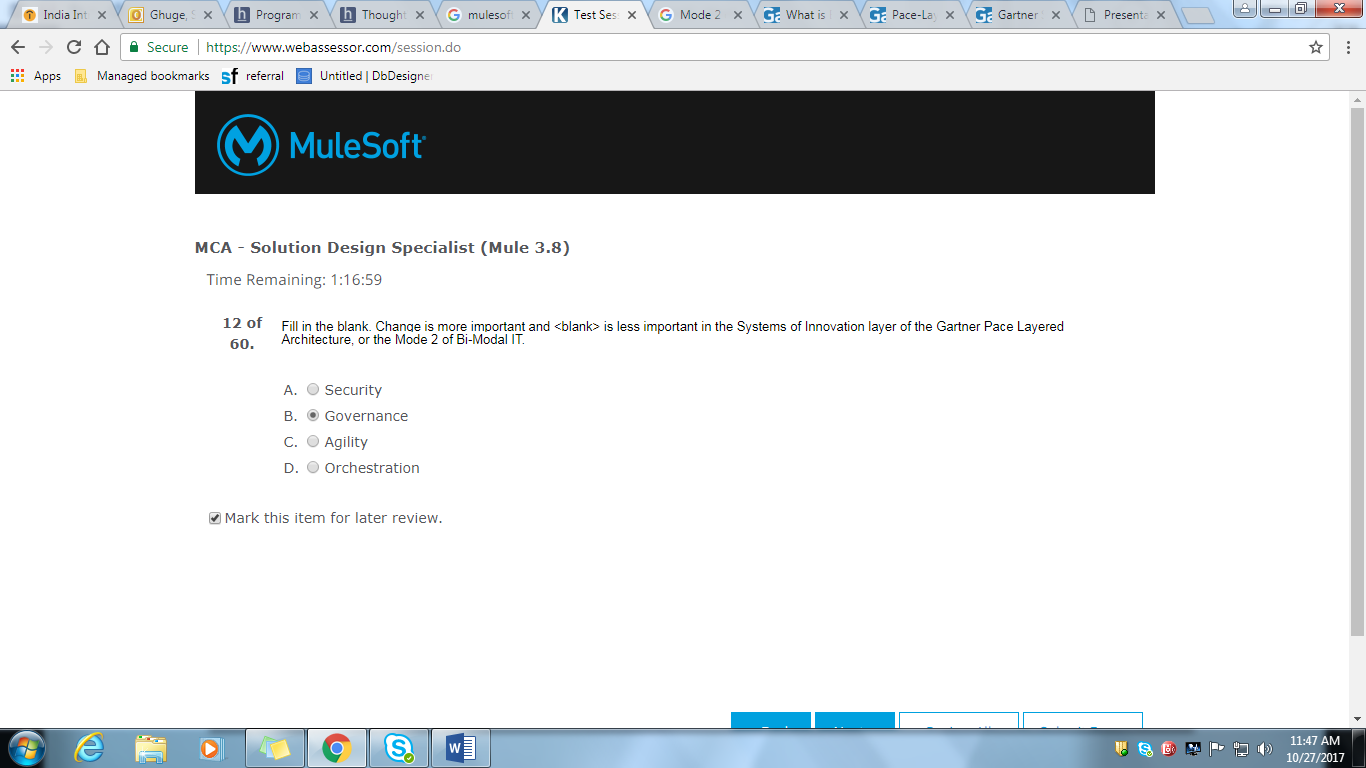 India Int
Ghuge, S
Program
Thought
mulesof
Test Ses
Mode 2
What is
Pace-Lay
Gartner
Presenta
Secure
https://www.webassessor.com/session.do
Apps
Managed bookmarks
referral
Untitled | DbDesigner
MuleSoft
MCA - Solution Design Specialist (Mule 3.8)
Time Remaining: 1:16:59
12 of
60.
Fill in the blank. Change is more important and <blank> is less important in the Systems of Innovation layer of the Gartner Pace Layered
Architecture, or the Mode 2 of Bi-Modal IT.
A. Security
B. Governance
C. Agility
D. Orchestration
Mark this item for later review.
11:47 AM
10/27/2017